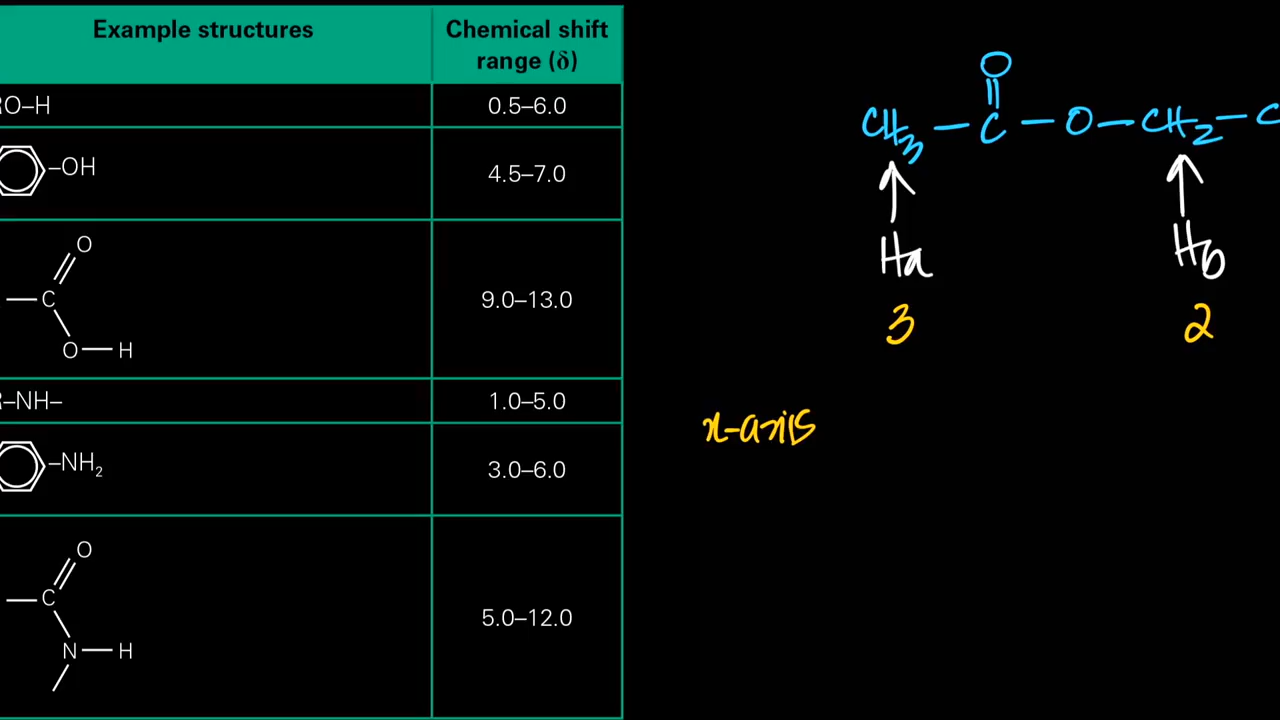 Example structures
Chemical shift
range (δ)
RO–H
0.5–6.0
–OH
4.5–7.0
O
C
O H
9.0–13.0
R–NH–
1.0–5.0
–NH₂
3.0–6.0
O
C
N H
5.0–12.0
O
CH₃ – C – O – CH₂ – C
Ha
Hb
3
2
x-axis